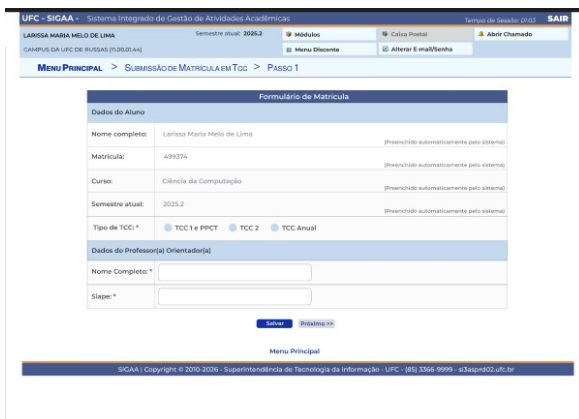 UFC - SIGAA - Sistema Integrado de Gestão de Atividades Acadêmicas Tempo de Sessão: 01:03 SAIR
LARISSA MARIA MELO DE LIMA Semestre atual: 2025.2 Módulos Caixa Postal Abrir Chamado
CAMPUS DA UFC DE RUSSAS (11.00.01.44) Menu Discente Alterar E-mail/Senha
MENU PRINCIPAL > SUBMISSÃO DE MATRÍCULA EM TCC > PASSO 1
Formulário de Matrícula
Dados do Aluno
Nome completo: Larissa Maria Melo de Lima (Preenchido automaticamente pelo sistema)
Matrícula: 499374 (Preenchido automaticamente pelo sistema)
Curso: Ciência da Computação (Preenchido automaticamente pelo sistema)
Semestre atual: 2025.2 (Preenchido automaticamente pelo sistema)
Tipo de TCC: * TCC 1 e PPCT TCC 2 TCC Anual
Dados do Professor(a) Orientador(a)
Nome Completo: *
Siape: *
Salvar Próximo >>
Menu Principal
SIGAA | Copyright © 2010-2026 - Superintendência de Tecnologia da Informação - UFC - (85) 3366-9999 - si3asprd02.ufc.br